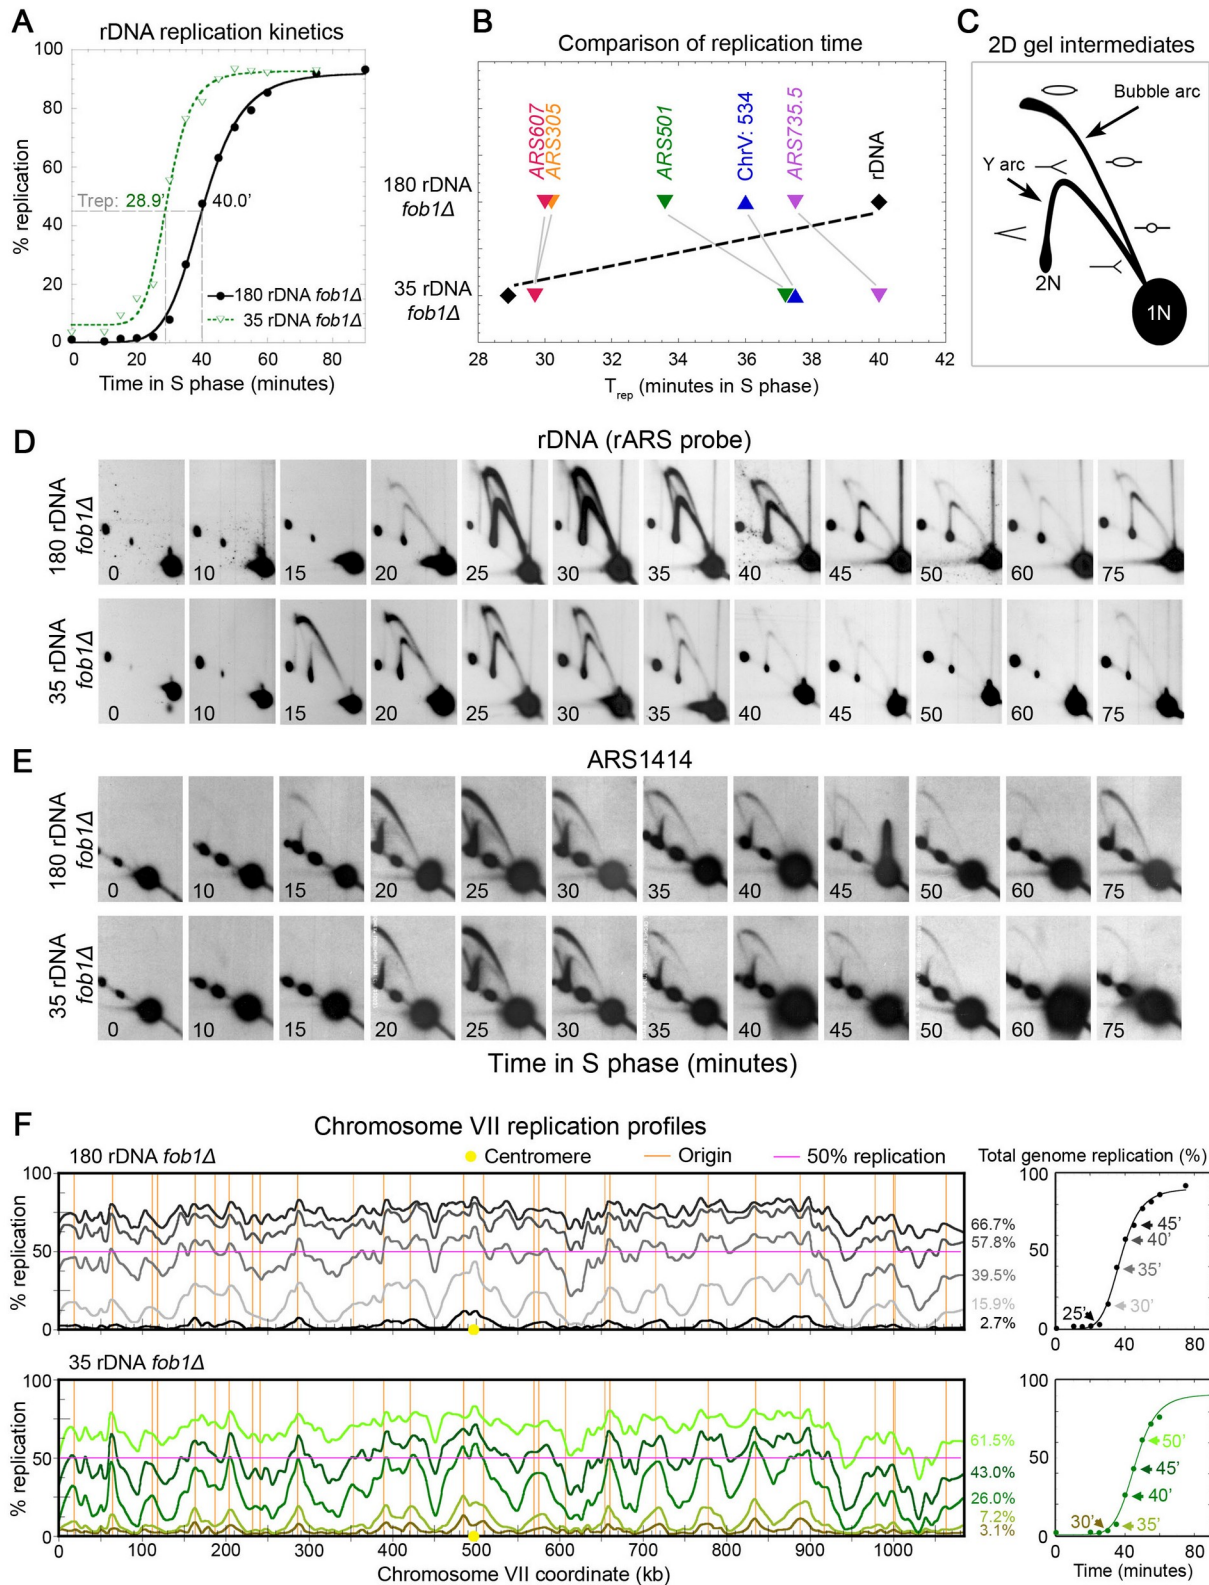 A
rDNA replication kinetics
100
80
60
40
20
0
% replication
Trep: 28.9' 40.0'
180 rDNA fob1Δ
35 rDNA fob1Δ
0 20 40 60 80
Time in S phase (minutes)
B
Comparison of replication time
ARS607
ARS305
ARS501
ChrV: 534
ARS735.5
rDNA
180 rDNA
fob1Δ
35 rDNA
fob1Δ
28 30 32 34 36 38 40 42
Trep (minutes in S phase)
C
2D gel intermediates
Bubble arc
Y arc
2N
1N
D
rDNA (rARS probe)
180 rDNA
fob1Δ
0 10 15 20 25 30 35 40 45 50 60 75
35 rDNA
fob1Δ
0 10 15 20 25 30 35 40 45 50 60 75
E
ARS1414
180 rDNA
fob1Δ
0 10 15 20 25 30 35 40 45 50 60 75
35 rDNA
fob1Δ
0 10 15 20 25 30 35 40 45 50 60 75
Time in S phase (minutes)
F
Chromosome VII replication profiles
180 rDNA fob1Δ
Centromere
Origin
50% replication
100
50
0
% replication
66.7%
57.8%
39.5%
15.9%
2.7%
Total genome replication (%)
100
50
0
45'
40'
35'
30'
25'
0 40 80
35 rDNA fob1Δ
100
50
0
% replication
61.5%
43.0%
26.0%
7.2%
3.1%
0 100 200 300 400 500 600 700 800 900 1000
Chromosome VII coordinate (kb)
100
50
0
50'
45'
40'
35'
30'
0 40 80
Time (minutes)